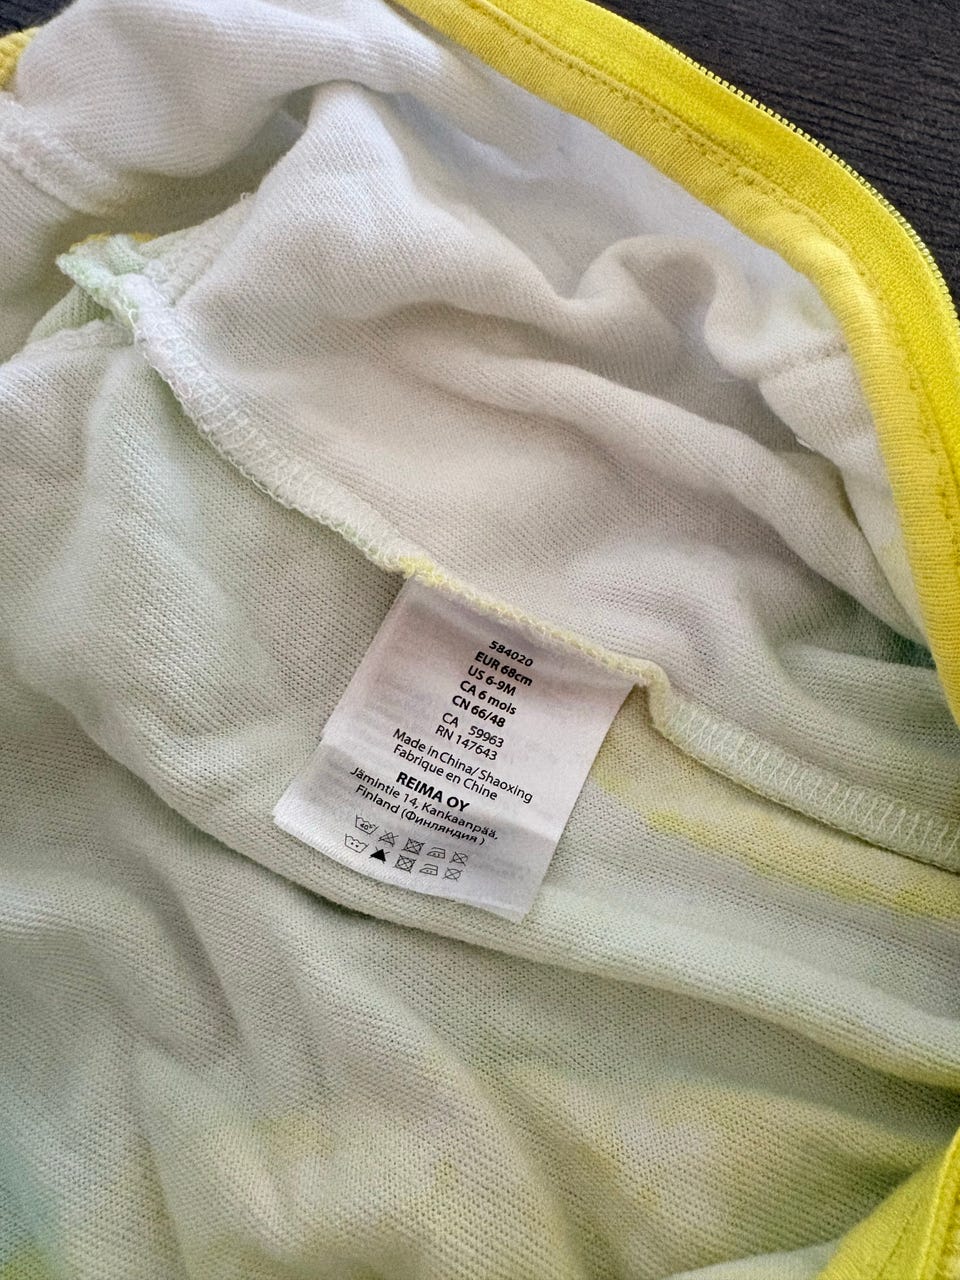 584020
EUR 68cm
US 6-9M
CA 6 mois
CN 66/48
CA 59963
RN 147643
Made in China/ Shaoxing
Fabrique en Chine
REIMA OY
Jämintie 14, Kankaanpää,
Finland (Финляндия )
40°